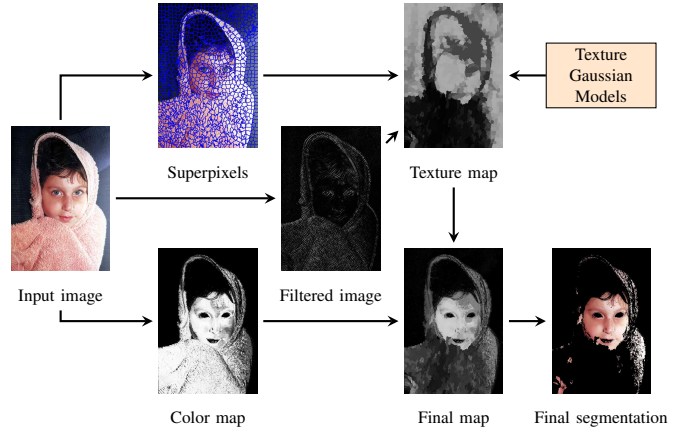 Texture
Gaussian
Models
Superpixels
Texture map
Input image
Filtered image
Color map
Final map
Final segmentation